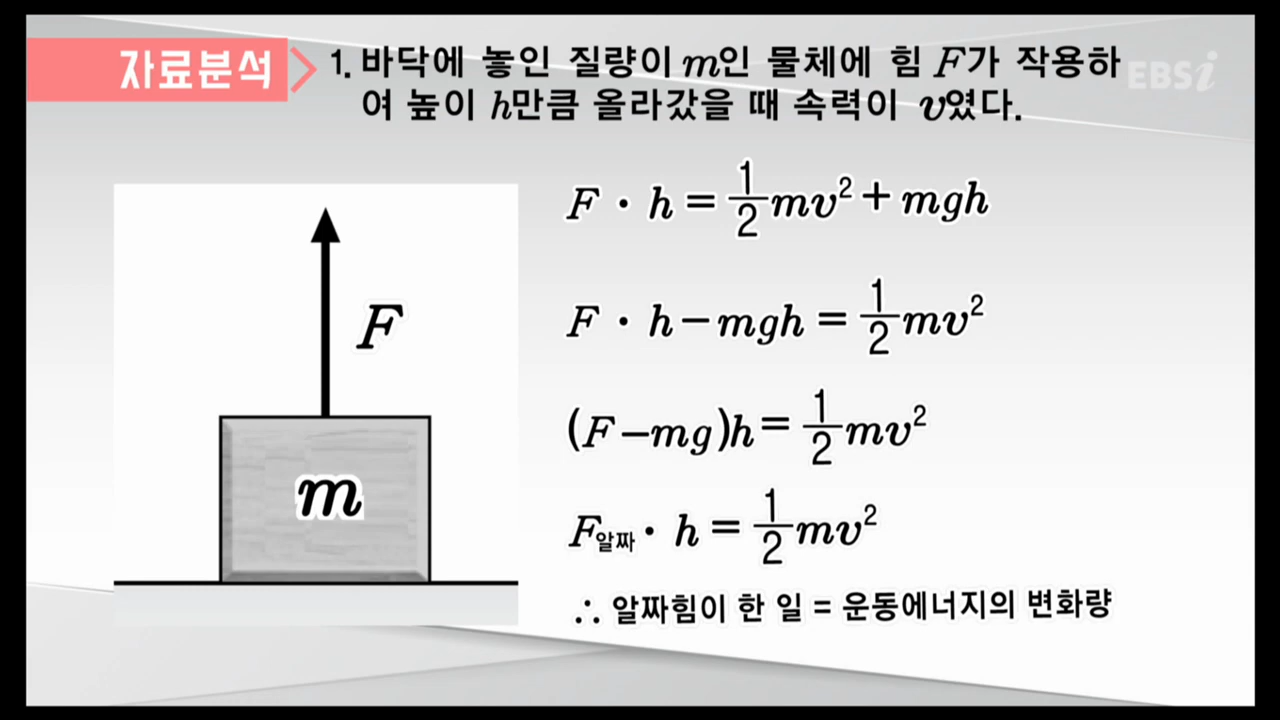 자료분석
1. 바닥에 놓인 질량이 m인 물체에 힘 F가 작용하
여 높이 h만큼 올라갔을 때 속력이 v였다.
EBSi
F · h = 1/2 mv² + mgh
F · h − mgh = 1/2 mv²
(F − mg)h = 1/2 mv²
F알짜 · h = 1/2 mv²
∴ 알짜힘이 한 일 = 운동에너지의 변화량
F
m